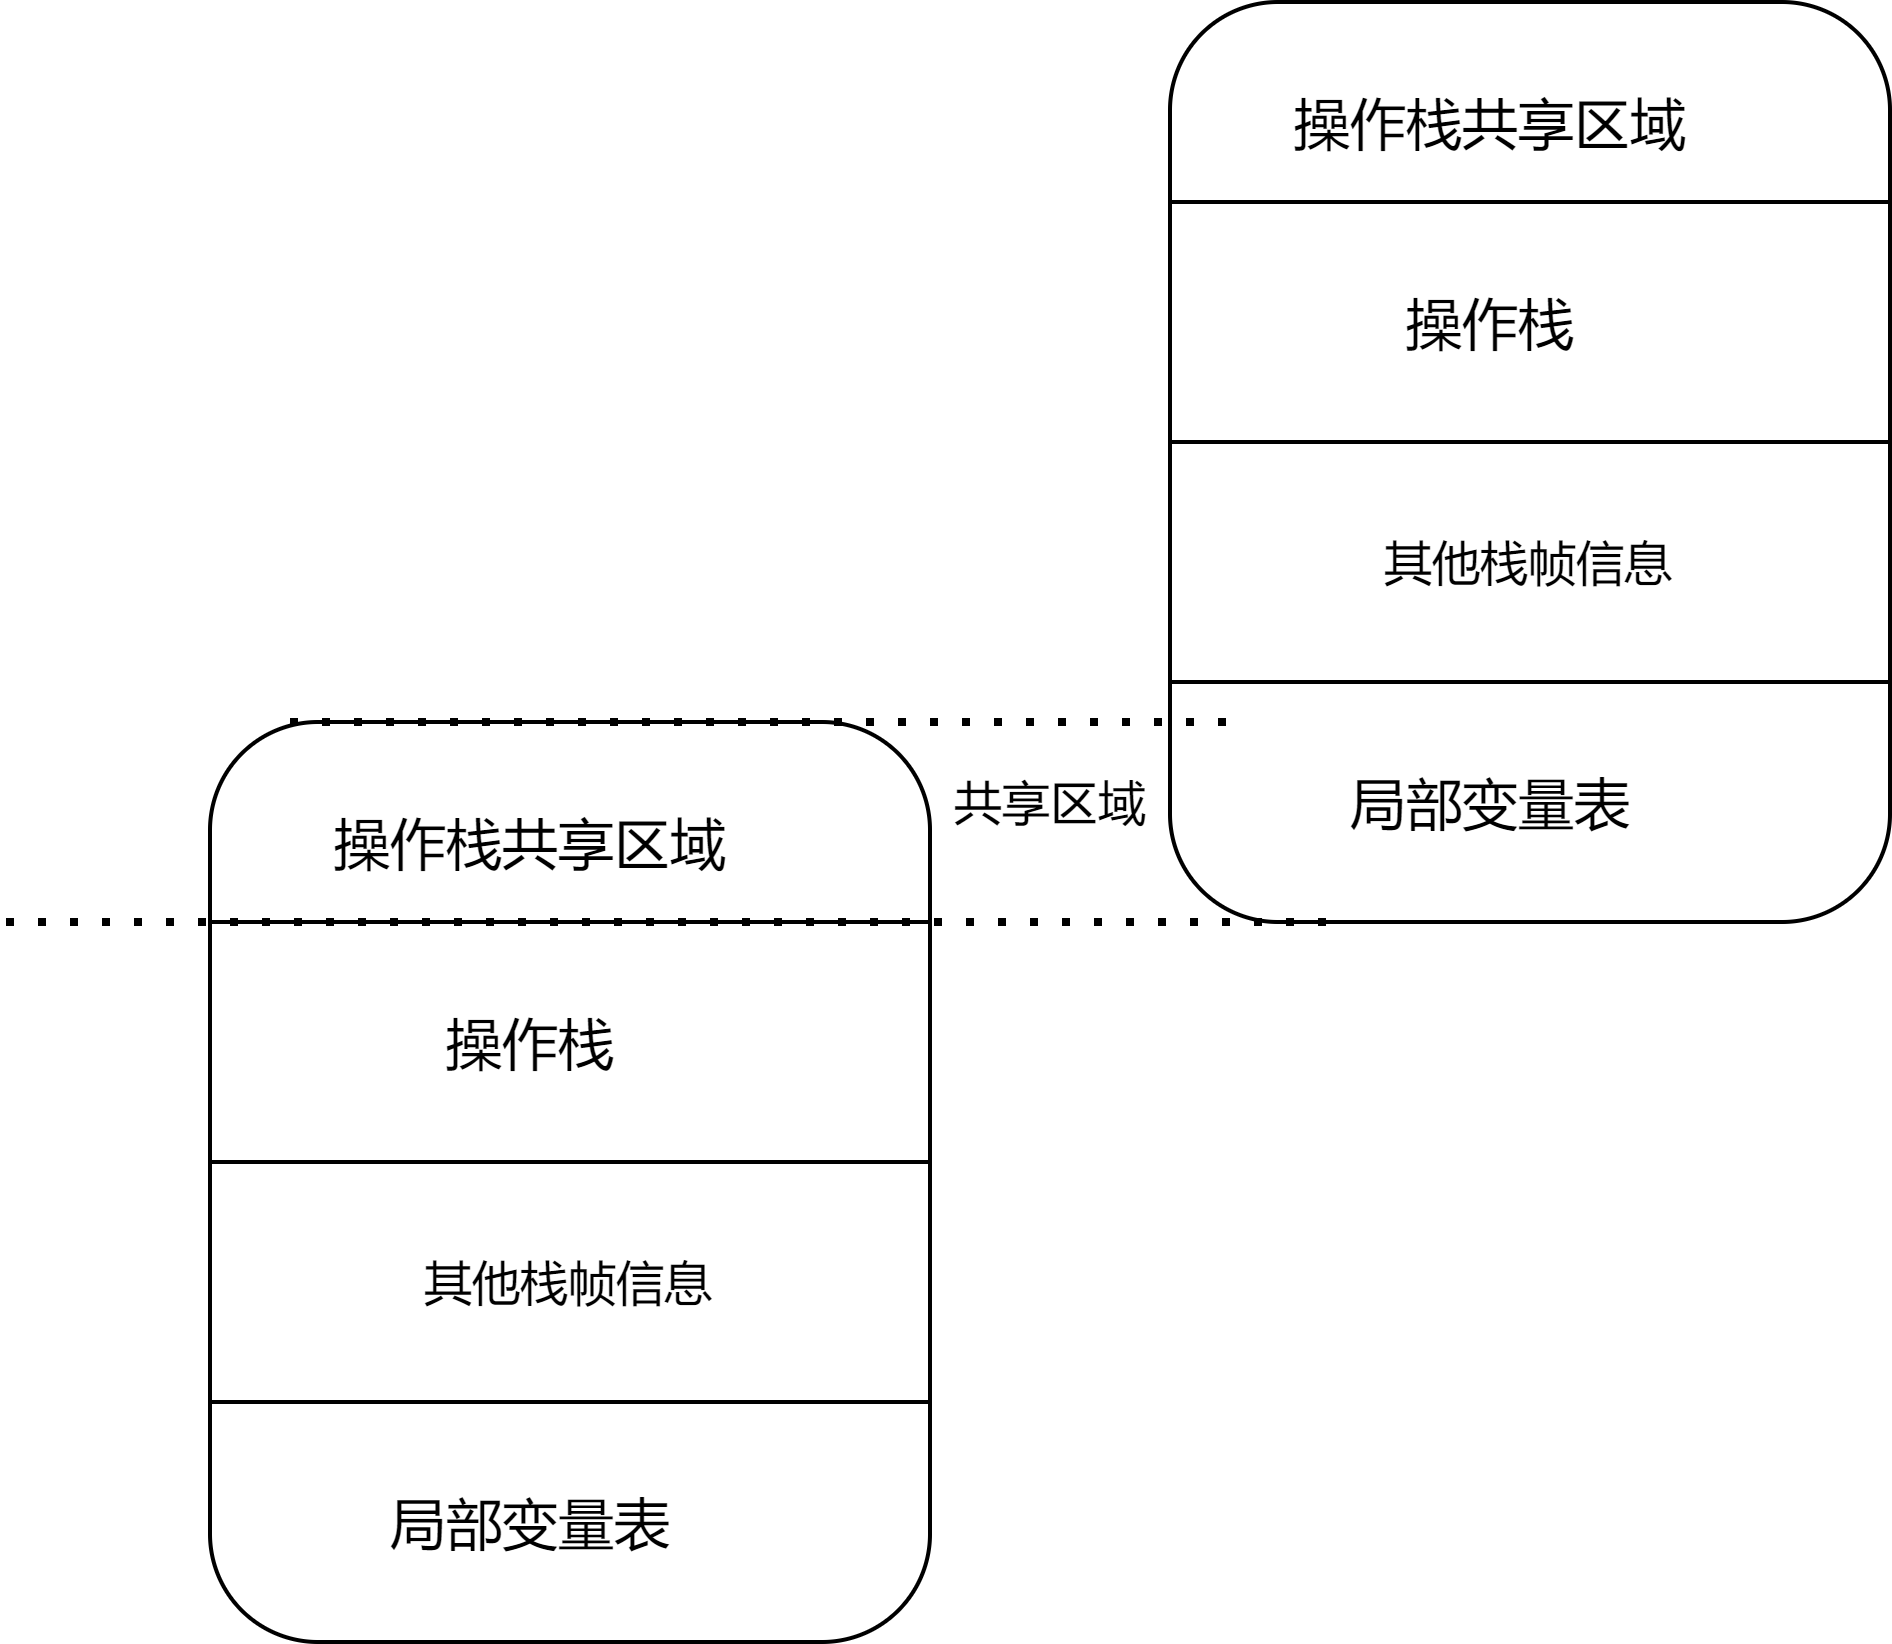 操作栈共享区域
操作栈
其他栈帧信息
局部变量表
共享区域
操作栈共享区域
操作栈
其他栈帧信息
局部变量表